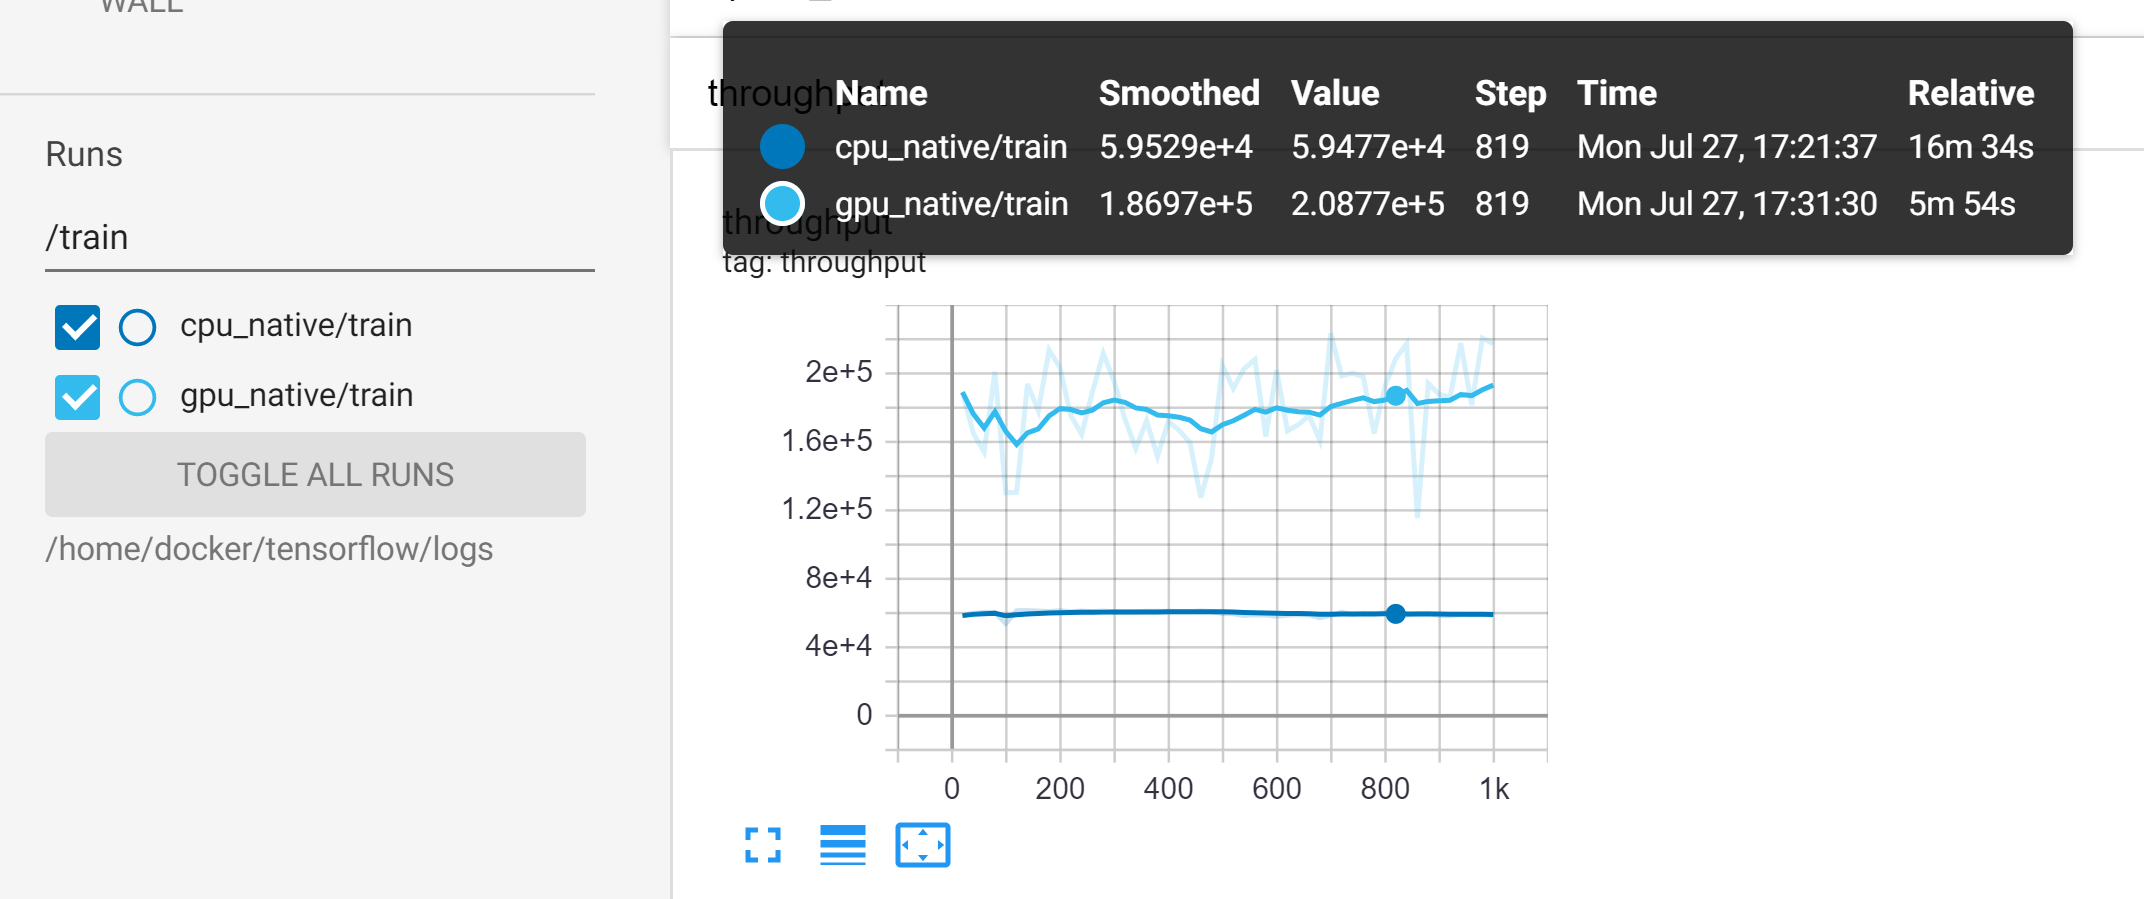 WALL
Runs
/train
cpu_native/train
gpu_native/train
TOGGLE ALL RUNS
/home/docker/tensorflow/logs
throughput
Name Smoothed Value Step Time Relative
cpu_native/train 5.9529e+4 5.9477e+4 819 Mon Jul 27, 17:21:37 16m 34s
gpu_native/train 1.8697e+5 2.0877e+5 819 Mon Jul 27, 17:31:30 5m 54s
throughput
tag: throughput
2e+5
1.6e+5
1.2e+5
8e+4
4e+4
0
0 200 400 600 800 1k